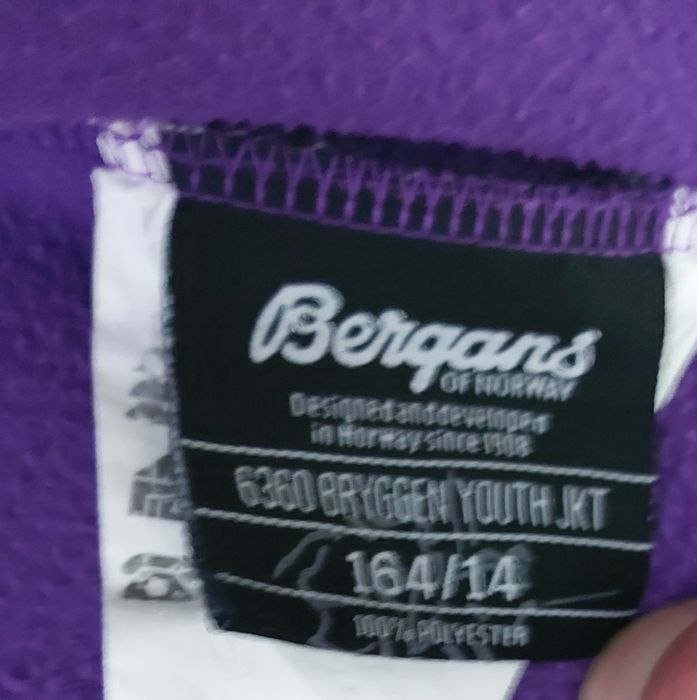 Bergans
OF NORWAY
Designed and developed
in Norway since 1908
6360 BRYGGEN YOUTH JKT
164/14
100% POLYESTER